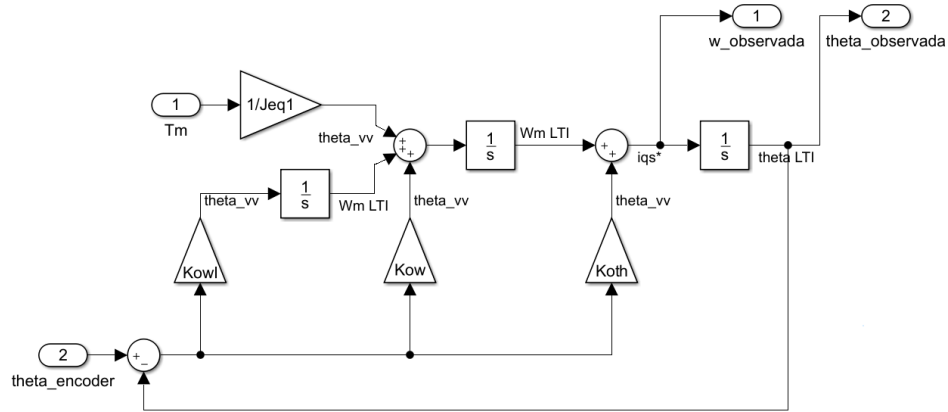 1
w_observada
2
theta_observada
1
Tm
1/Jeq1
theta_vv
+
+
+
1
s
Wm LTI
+
+
iqs*
1
s
theta LTI
theta_vv
1
s
Wm LTI
theta_vv
theta_vv
Kowl
Kow
Koth
2
theta_encoder
+
−